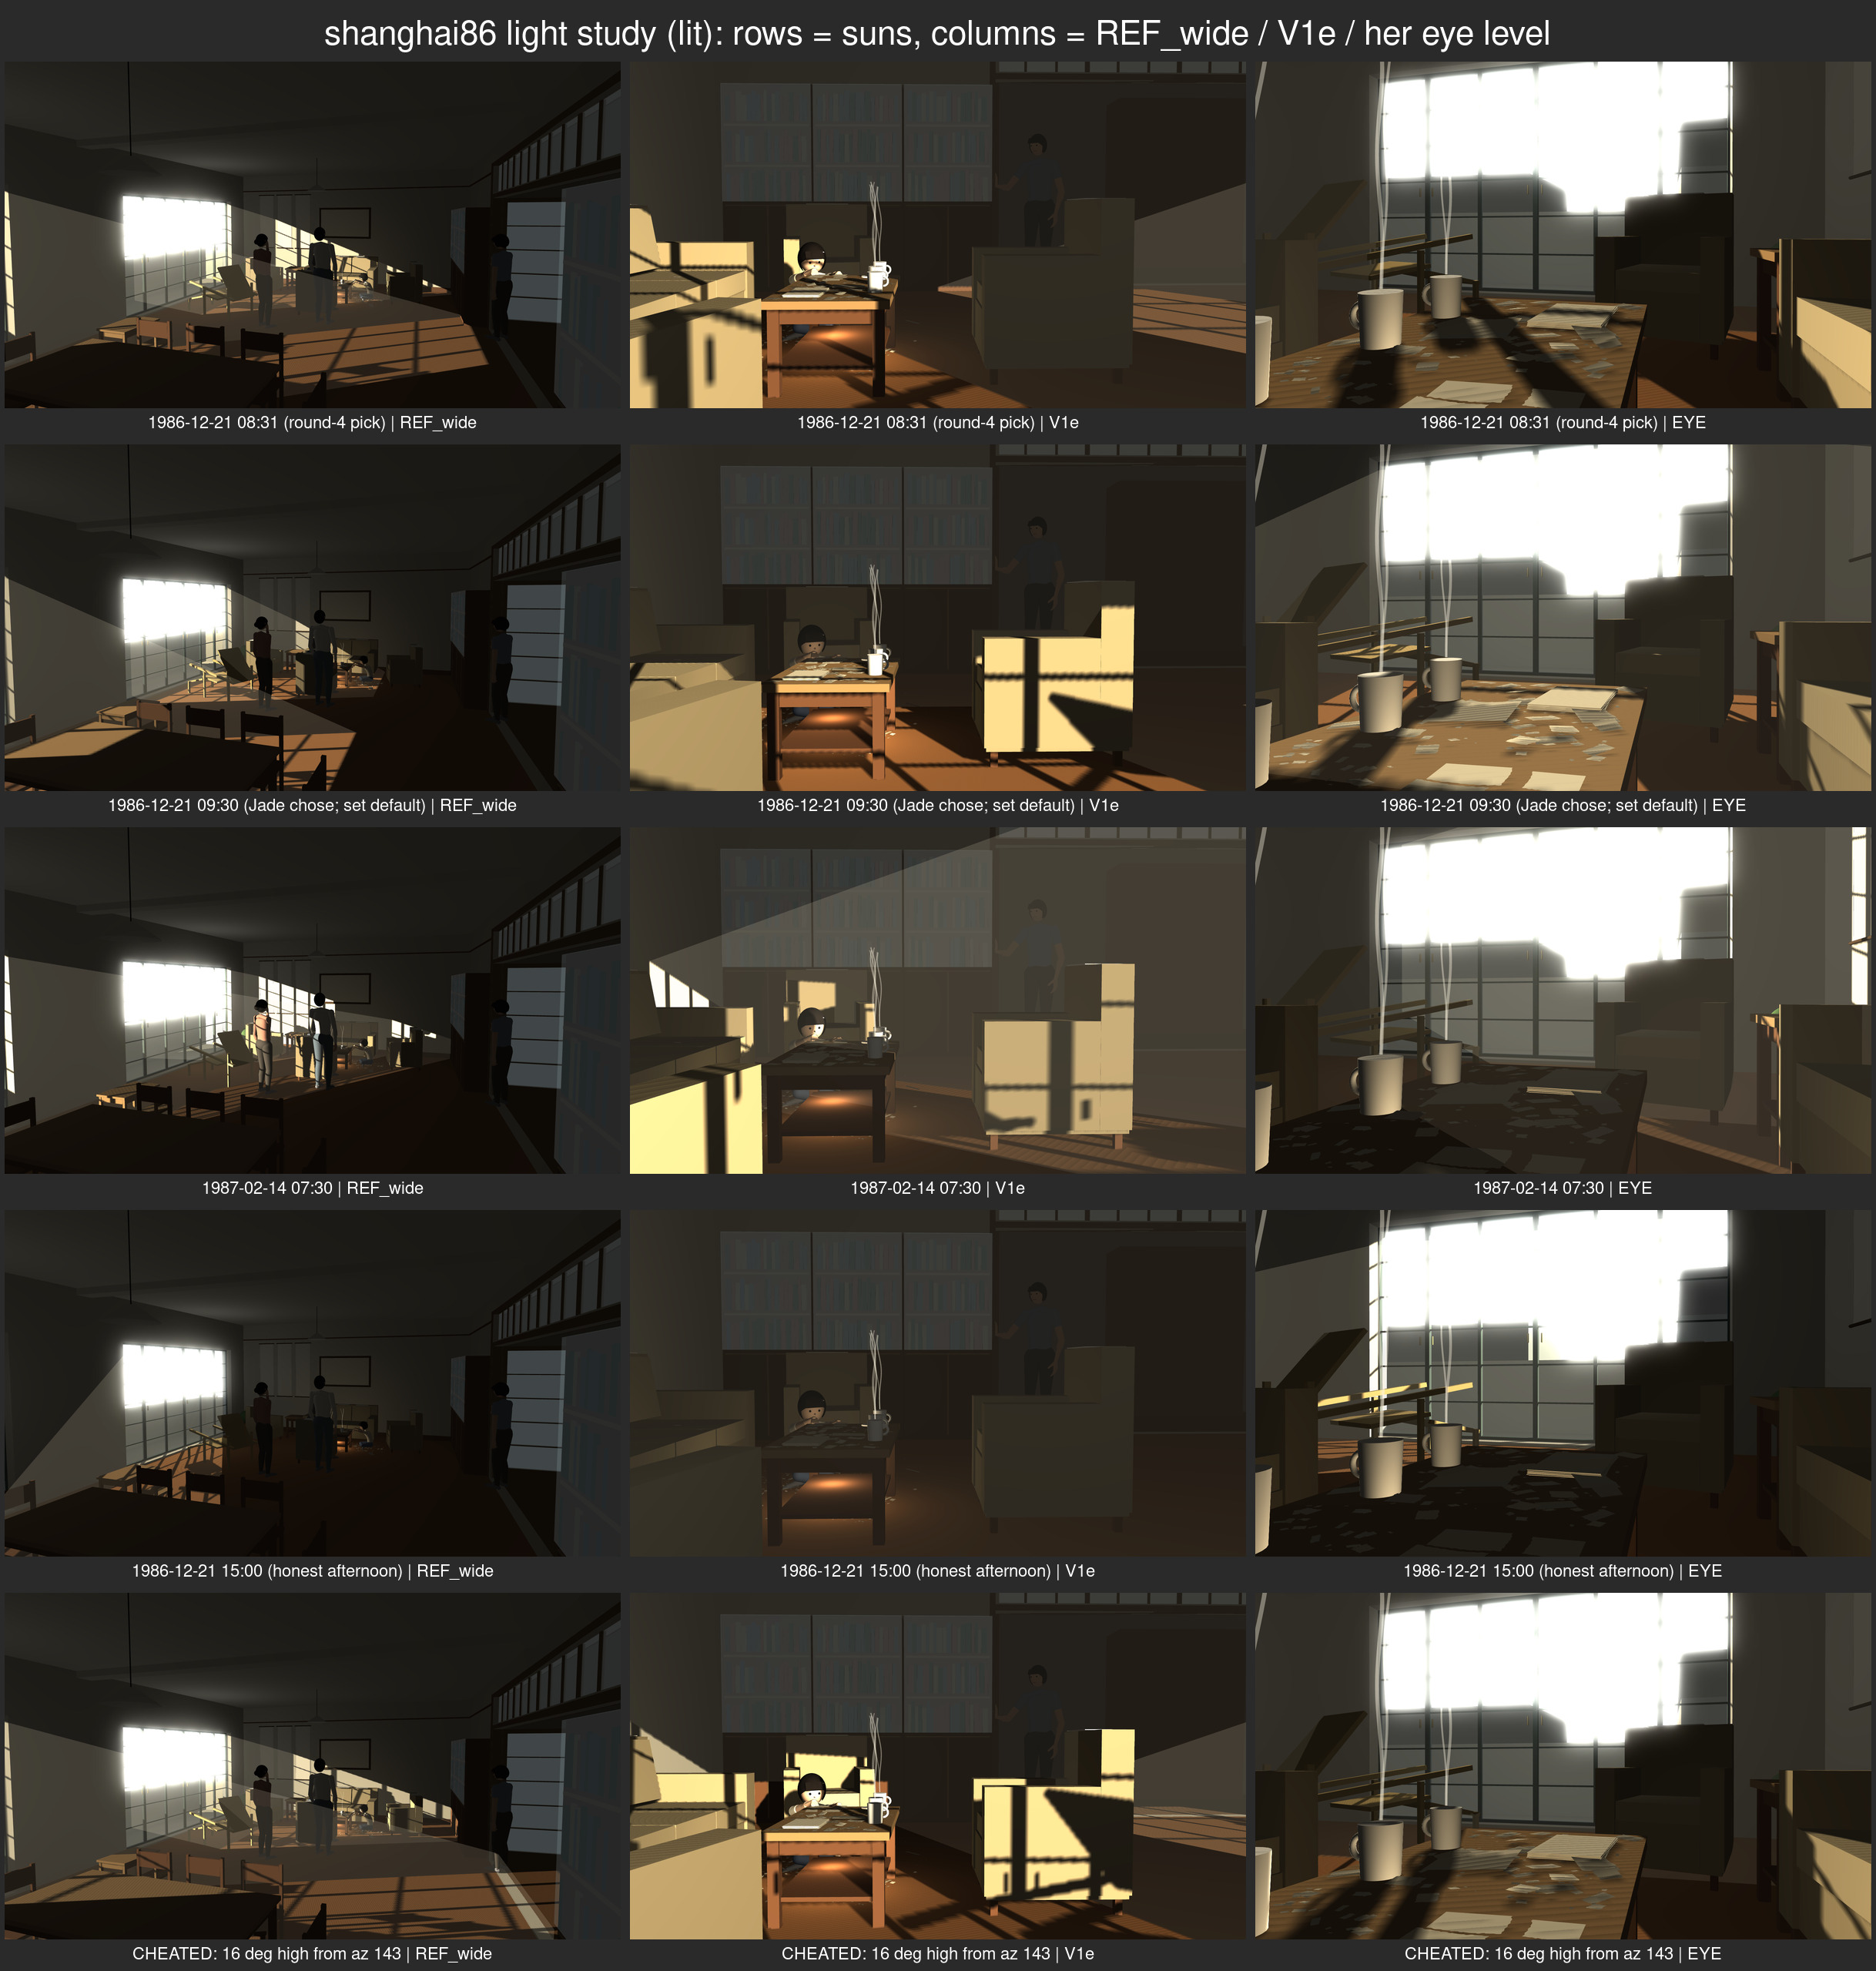 shanghai86 light study (lit): rows = suns, columns = REF_wide / V1e / her eye level
1986-12-21 08:31 (round-4 pick) | REF_wide
1986-12-21 08:31 (round-4 pick) | V1e
1986-12-21 08:31 (round-4 pick) | EYE
1986-12-21 09:30 (Jade chose; set default) | REF_wide
1986-12-21 09:30 (Jade chose; set default) | V1e
1986-12-21 09:30 (Jade chose; set default) | EYE
1987-02-14 07:30 | REF_wide
1987-02-14 07:30 | V1e
1987-02-14 07:30 | EYE
1986-12-21 15:00 (honest afternoon) | REF_wide
1986-12-21 15:00 (honest afternoon) | V1e
1986-12-21 15:00 (honest afternoon) | EYE
CHEATED: 16 deg high from az 143 | REF_wide
CHEATED: 16 deg high from az 143 | V1e
CHEATED: 16 deg high from az 143 | EYE